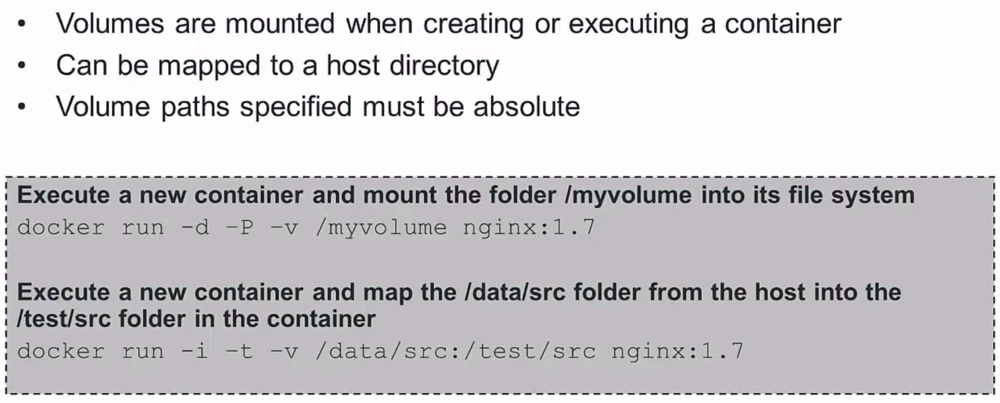 • Volumes are mounted when creating or executing a container
• Can be mapped to a host directory
• Volume paths specified must be absolute
Execute a new container and mount the folder /myvolume into its file system
docker run -d –P –v /myvolume nginx:1.7
Execute a new container and map the /data/src folder from the host into the
/test/src folder in the container
docker run -i -t –v /data/src:/test/src nginx:1.7